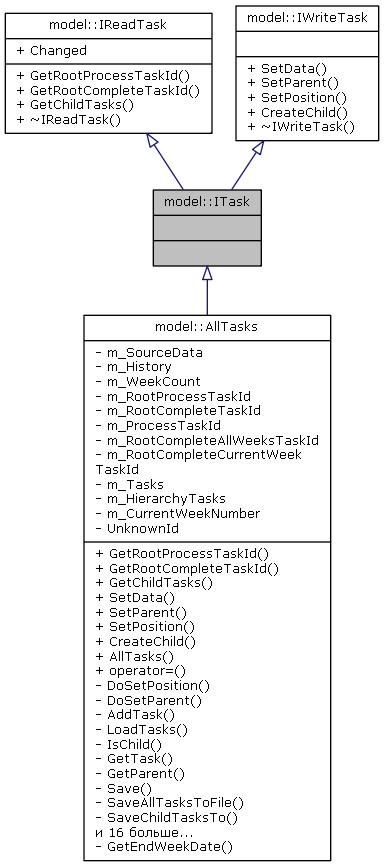 model::IReadTask
+ Changed
+ GetRootProcessTaskId()
+ GetRootCompleteTaskId()
+ GetChildTasks()
+ ~IReadTask()
model::IWriteTask
+ SetData()
+ SetParent()
+ SetPosition()
+ CreateChild()
+ ~IWriteTask()
model::ITask
model::AllTasks
- m_SourceData
- m_History
- m_WeekCount
- m_RootProcessTaskId
- m_RootCompleteTaskId
- m_ProcessTaskId
- m_RootCompleteAllWeeksTaskId
- m_RootCompleteCurrentWeek
TaskId
- m_Tasks
- m_HierarchyTasks
- m_CurrentWeekNumber
- UnknownId
+ GetRootProcessTaskId()
+ GetRootCompleteTaskId()
+ GetChildTasks()
+ SetData()
+ SetParent()
+ SetPosition()
+ CreateChild()
+ AllTasks()
+ operator=()
- DoSetPosition()
- DoSetParent()
- AddTask()
- LoadTasks()
- IsChild()
- GetTask()
- GetParent()
- Save()
- SaveAllTasksToFile()
- SaveChildTasksTo()
и 16 больше...
- GetEndWeekDate()